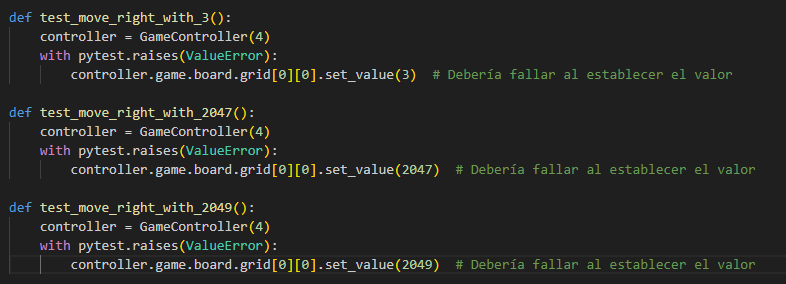 def test_move_right_with_3():
    controller = GameController(4)
    with pytest.raises(ValueError):
        controller.game.board.grid[0][0].set_value(3)  # Debería fallar al establecer el valor

def test_move_right_with_2047():
    controller = GameController(4)
    with pytest.raises(ValueError):
        controller.game.board.grid[0][0].set_value(2047)  # Debería fallar al establecer el valor

def test_move_right_with_2049():
    controller = GameController(4)
    with pytest.raises(ValueError):
        controller.game.board.grid[0][0].set_value(2049)  # Debería fallar al establecer el valor